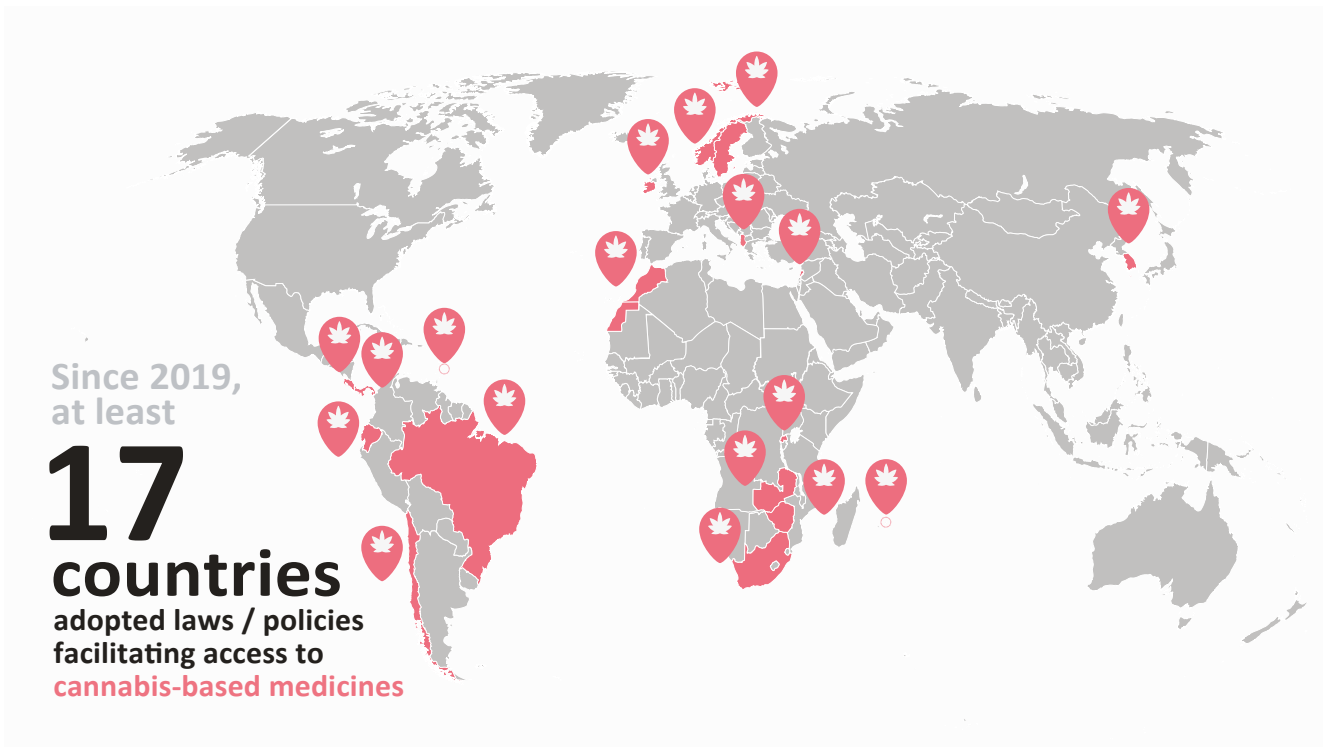 Since 2019,
at least
17
countries
adopted laws / policies
facilitating access to
cannabis-based medicines